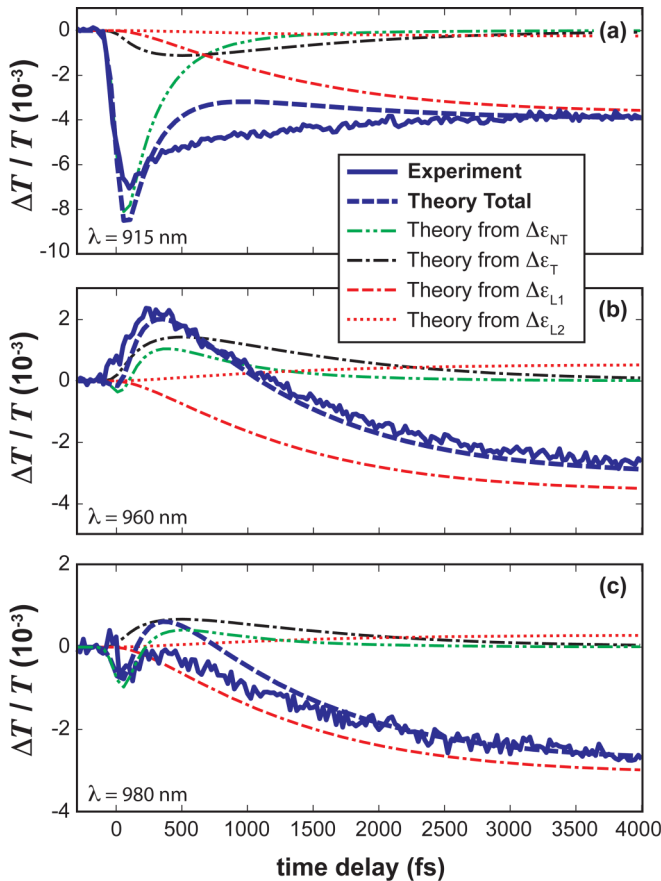 0
-2
-4
-6
-8
-10
ΔT / T (10⁻³)
(a)
λ = 915 nm
Experiment
Theory Total
Theory from Δε_NT
Theory from Δε_T
Theory from Δε_L1
Theory from Δε_L2
2
0
-2
-4
ΔT / T (10⁻³)
(b)
λ = 960 nm
2
0
-2
-4
ΔT / T (10⁻³)
(c)
λ = 980 nm
0 500 1000 1500 2000 2500 3000 3500 4000
time delay (fs)